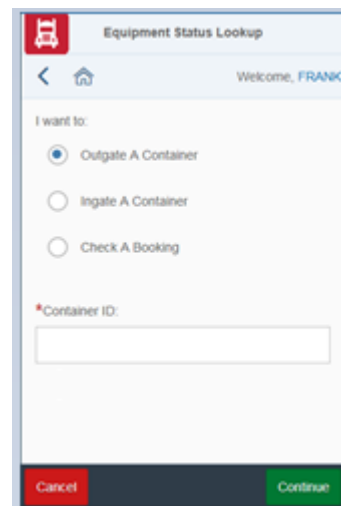 Equipment Status Lookup
Welcome, FRANK
I want to:
Outgate A Container
Ingate A Container
Check A Booking
*Container ID:
Cancel
Continue